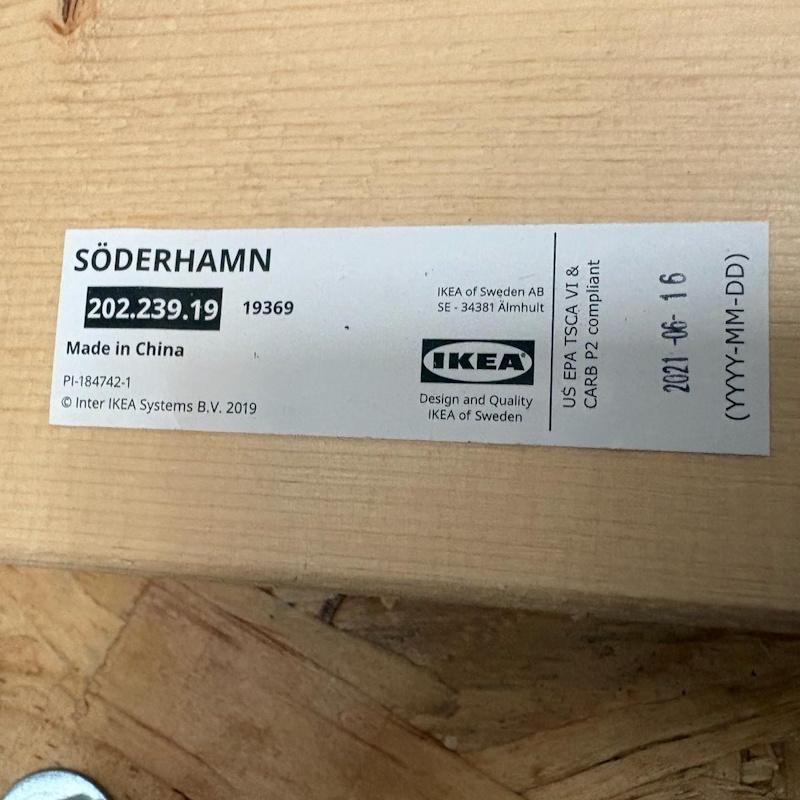 SÖDERHAMN
202.239.19 19369
Made in China
PI-184742-1
© Inter IKEA Systems B.V. 2019
IKEA of Sweden AB
SE - 34381 Älmhult
IKEA®
Design and Quality
IKEA of Sweden
US EPA TSCA VI &
CARB P2 compliant
2021-06-16
(YYYY-MM-DD)